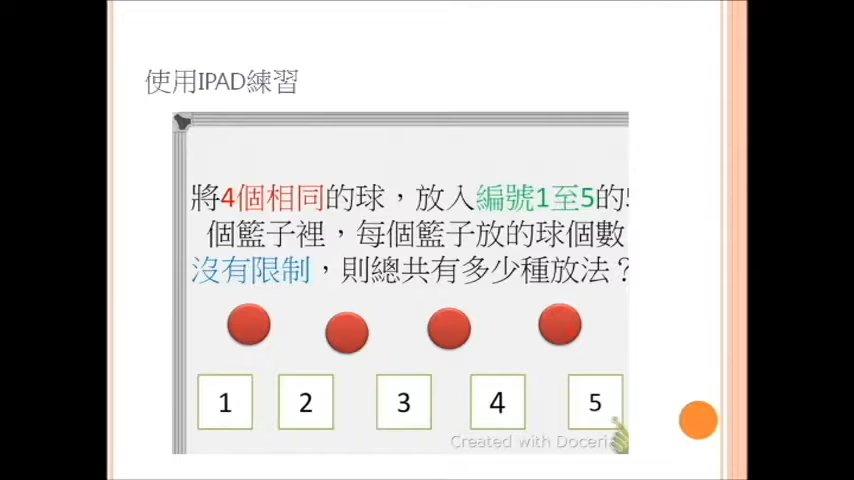 使用IPAD練習
將4個相同的球，放入編號1至5的5
個籃子裡，每個籃子放的球個數
沒有限制，則總共有多少種放法？
1 2 3 4 5
Created with Doceri